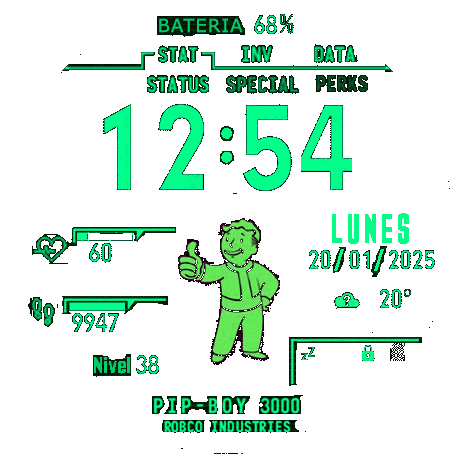 BATERIA 68%
STAT INV DATA
STATUS SPECIAL PERKS
12:54
LUNES
20/01/2025
60
20°
9947
zZ
Nivel 38
PIP-BOY 3000
ROBCO INDUSTRIES